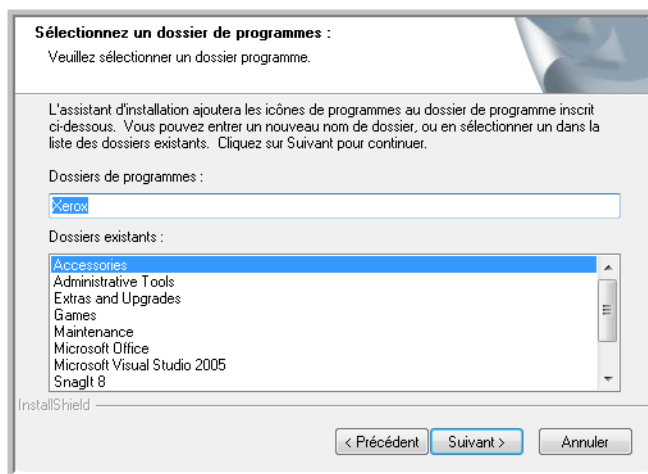 Sélectionnez un dossier de programmes :
Veuillez sélectionner un dossier programme.
L'assistant d'installation ajoutera les icônes de programmes au dossier de programme inscrit
ci-dessous. Vous pouvez entrer un nouveau nom de dossier, ou en sélectionner un dans la
liste des dossiers existants. Cliquez sur Suivant pour continuer.
Dossiers de programmes :
Xerox
Dossiers existants :
Accessories
Administrative Tools
Extras and Upgrades
Games
Maintenance
Microsoft Office
Microsoft Visual Studio 2005
SnagIt 8
InstallShield
< Précédent Suivant > Annuler